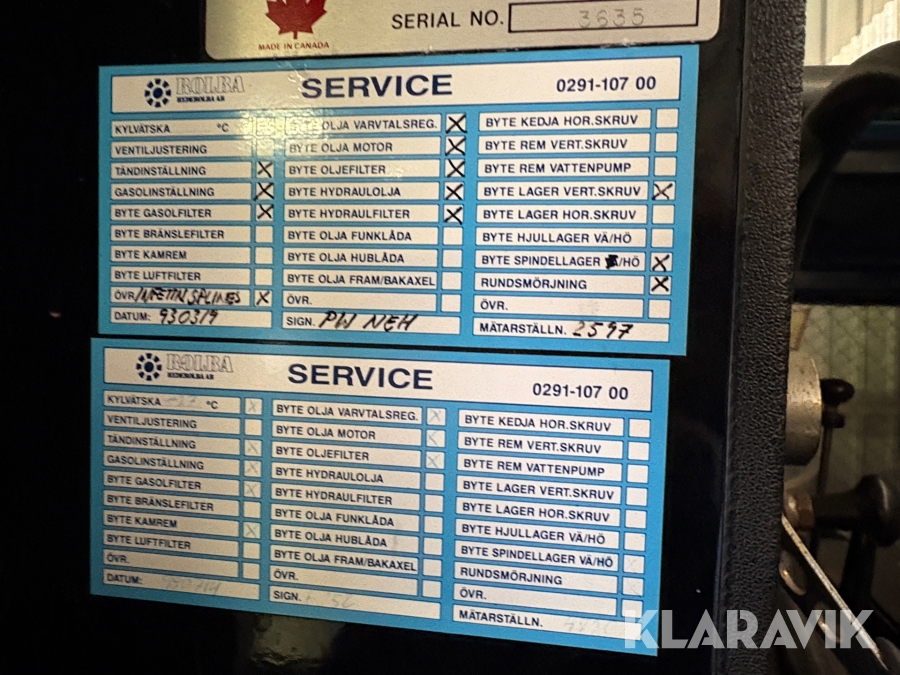 MADE IN CANADA
SERIAL NO. 3635
ROLBA SERVICE 0291-107 00
KYLVÄTSKA °C
VENTILJUSTERING
TÄNDINSTÄLLNING X
GASOLINSTÄLLNING X
BYTE GASOLFILTER X
BYTE BRÄNSLEFILTER
BYTE KAMREM
BYTE LUFTFILTER
ÖVR. SPLINES X
DATUM: 930319
BYTE OLJA VARVTALSREG. X
BYTE OLJA MOTOR X
BYTE OLJEFILTER X
BYTE HYDRAULOLJA X
BYTE HYDRAULFILTER X
BYTE OLJA FUNKLÅDA
BYTE OLJA HUBLÅDA
BYTE OLJA FRAM/BAKAXEL
ÖVR.
SIGN. PW NEH
BYTE KEDJA HOR.SKRUV
BYTE REM VERT.SKRUV
BYTE REM VATTENPUMP
BYTE LAGER VERT.SKRUV X
BYTE LAGER HOR.SKRUV
BYTE HJULLAGER VÄ/HÖ
BYTE SPINDELLAGER /HÖ X
RUNDSMÖRJNING X
ÖVR.
MÄTARSTÄLLN. 2597
ROLBA SERVICE 0291-107 00
KYLVÄTSKA °C X
VENTILJUSTERING
TÄNDINSTÄLLNING X
GASOLINSTÄLLNING X
BYTE GASOLFILTER X
BYTE BRÄNSLEFILTER
BYTE KAMREM X
BYTE LUFTFILTER
ÖVR.
DATUM:
BYTE OLJA VARVTALSREG. X
BYTE OLJA MOTOR X
BYTE OLJEFILTER X
BYTE HYDRAULOLJA
BYTE HYDRAULFILTER
BYTE OLJA FUNKLÅDA
BYTE OLJA HUBLÅDA
BYTE OLJA FRAM/BAKAXEL
ÖVR.
SIGN.
BYTE KEDJA HOR.SKRUV
BYTE REM VERT.SKRUV
BYTE REM VATTENPUMP
BYTE LAGER VERT.SKRUV
BYTE LAGER HOR.SKRUV
BYTE HJULLAGER VÄ/HÖ
BYTE SPINDELLAGER VÄ/HÖ
RUNDSMÖRJNING
ÖVR.
MÄTARSTÄLLN.
KLARAVIK